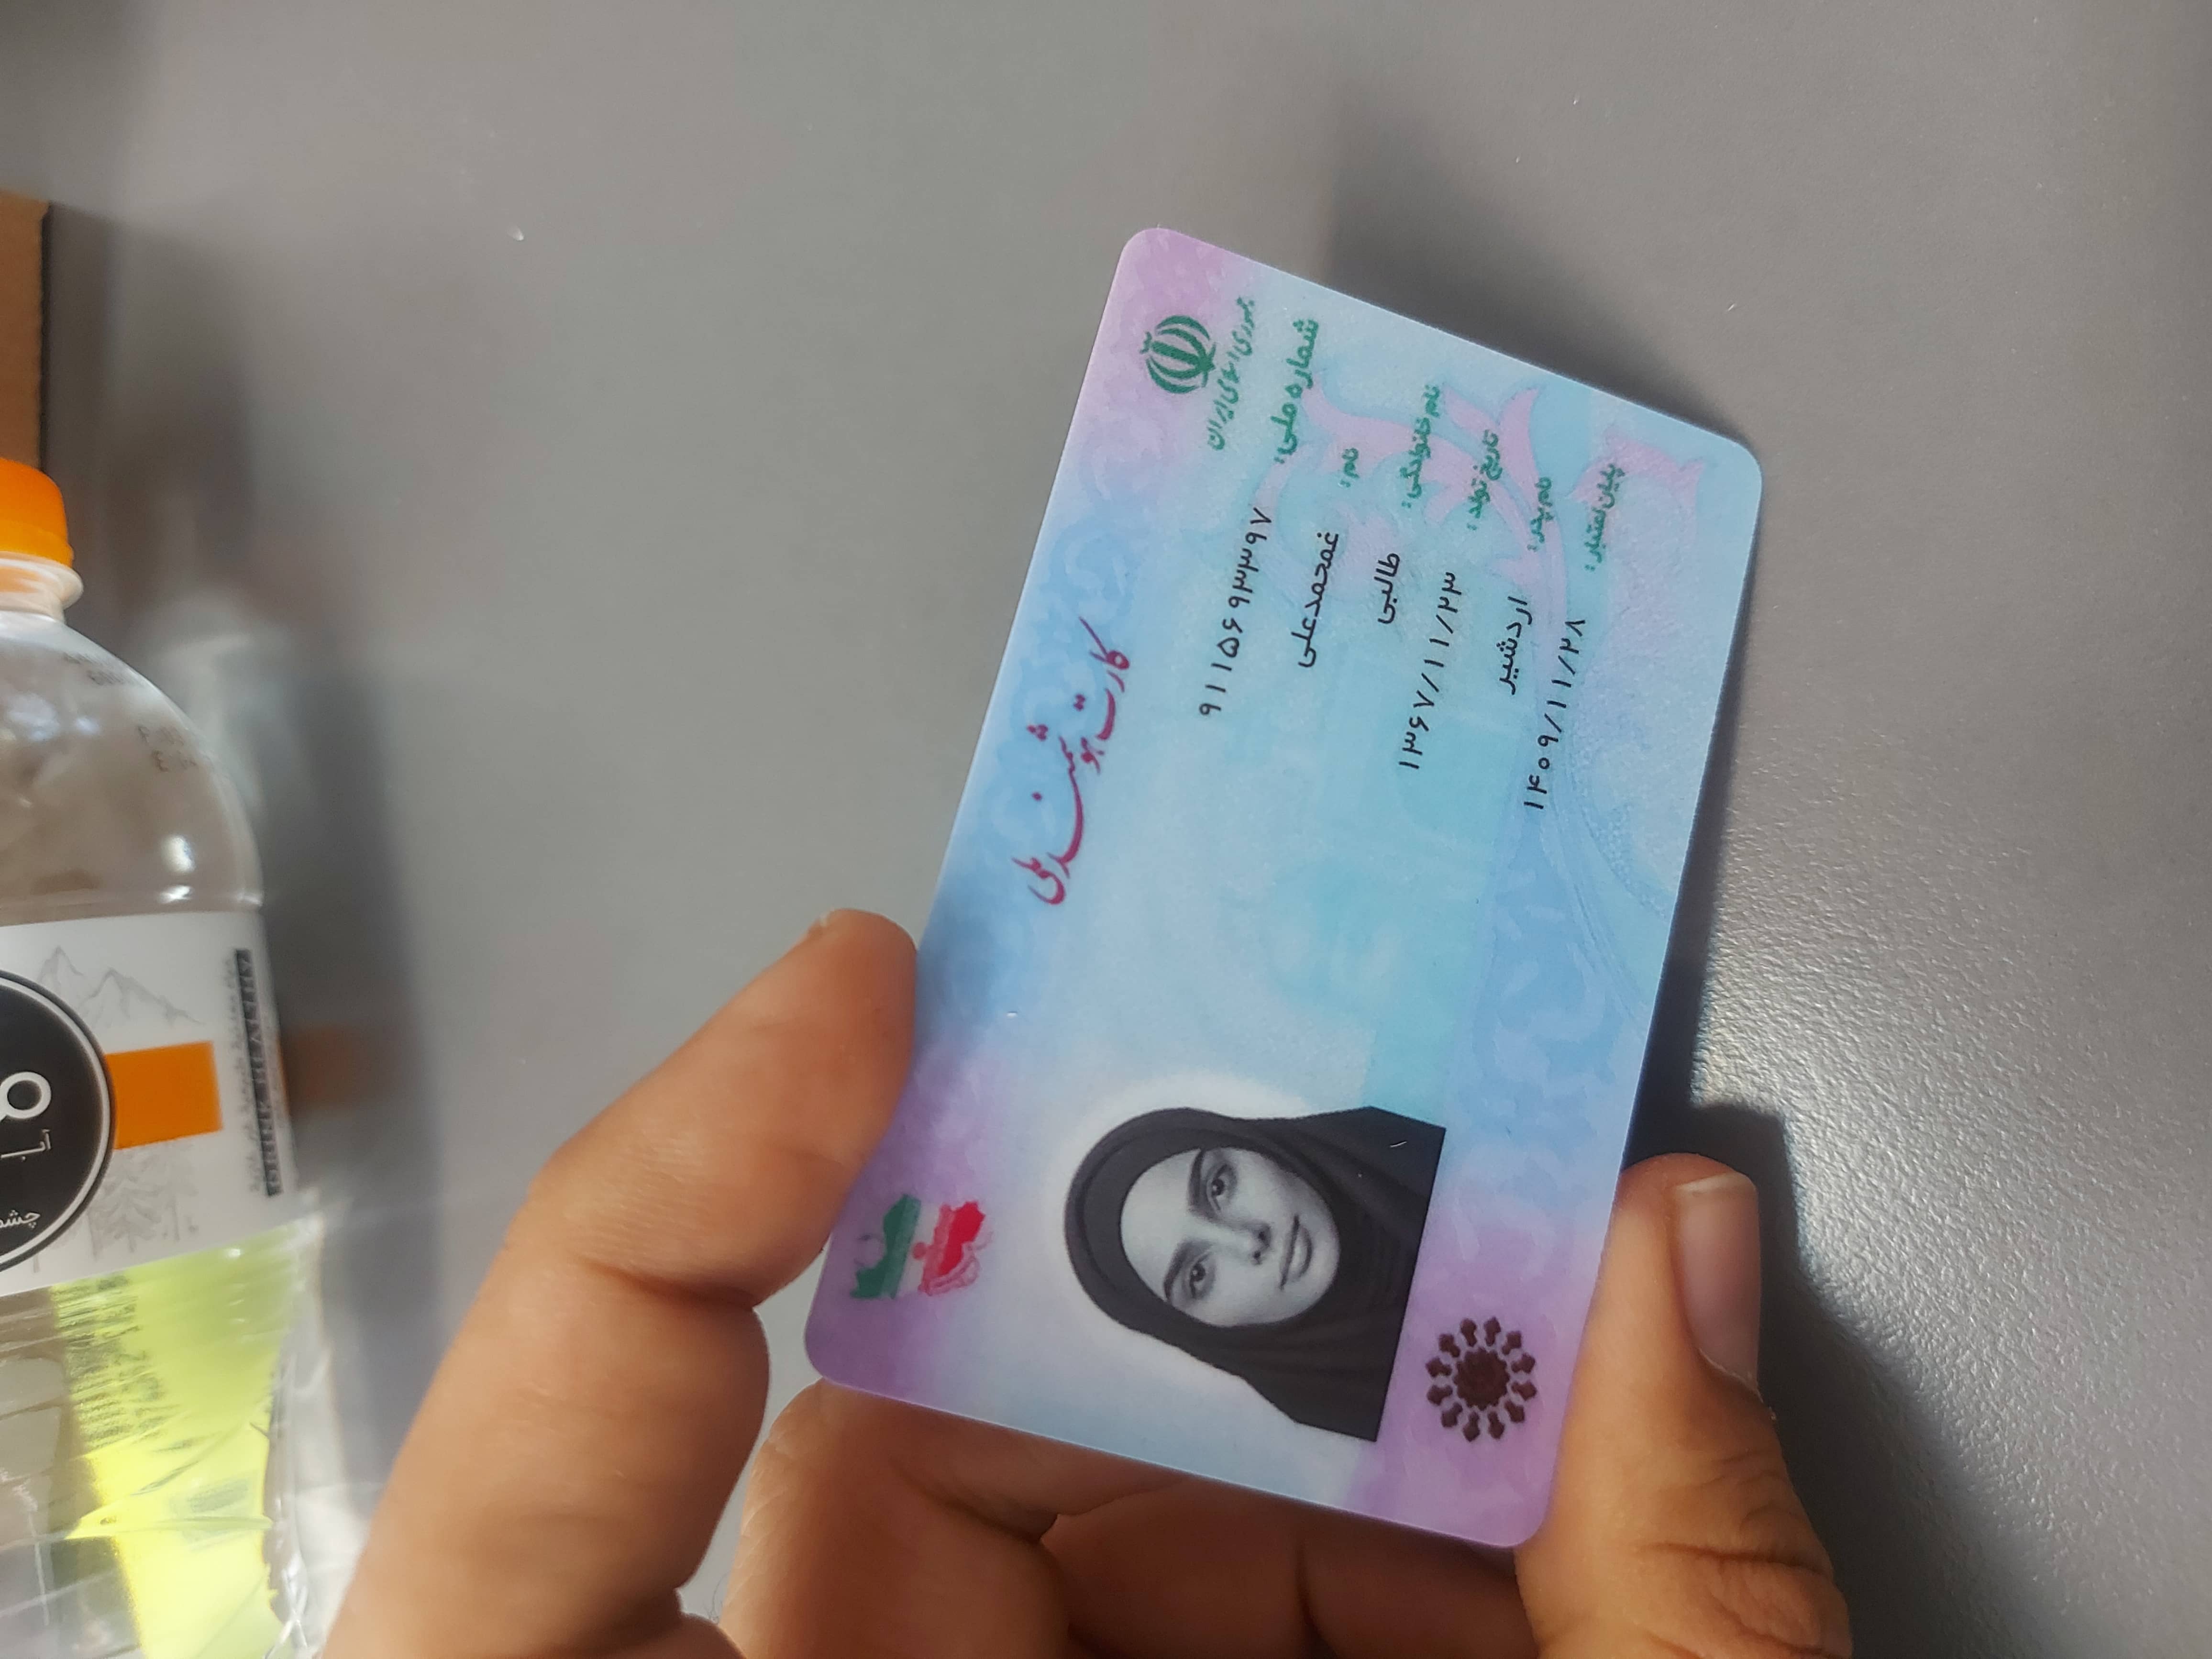 جمهوری اسلامی ایران
کارت هوشمند ملی
شماره ملی: ۹۱۱۵۶۹۳۳۹۷
نام: غمحمدعلی
نام خانوادگی: طالبی
تاریخ تولد: ۱۳۶۷/۱۱/۲۳
نام پدر: اردشیر
پایان اعتبار: ۱۴۰۹/۱۱/۲۸
و
آب